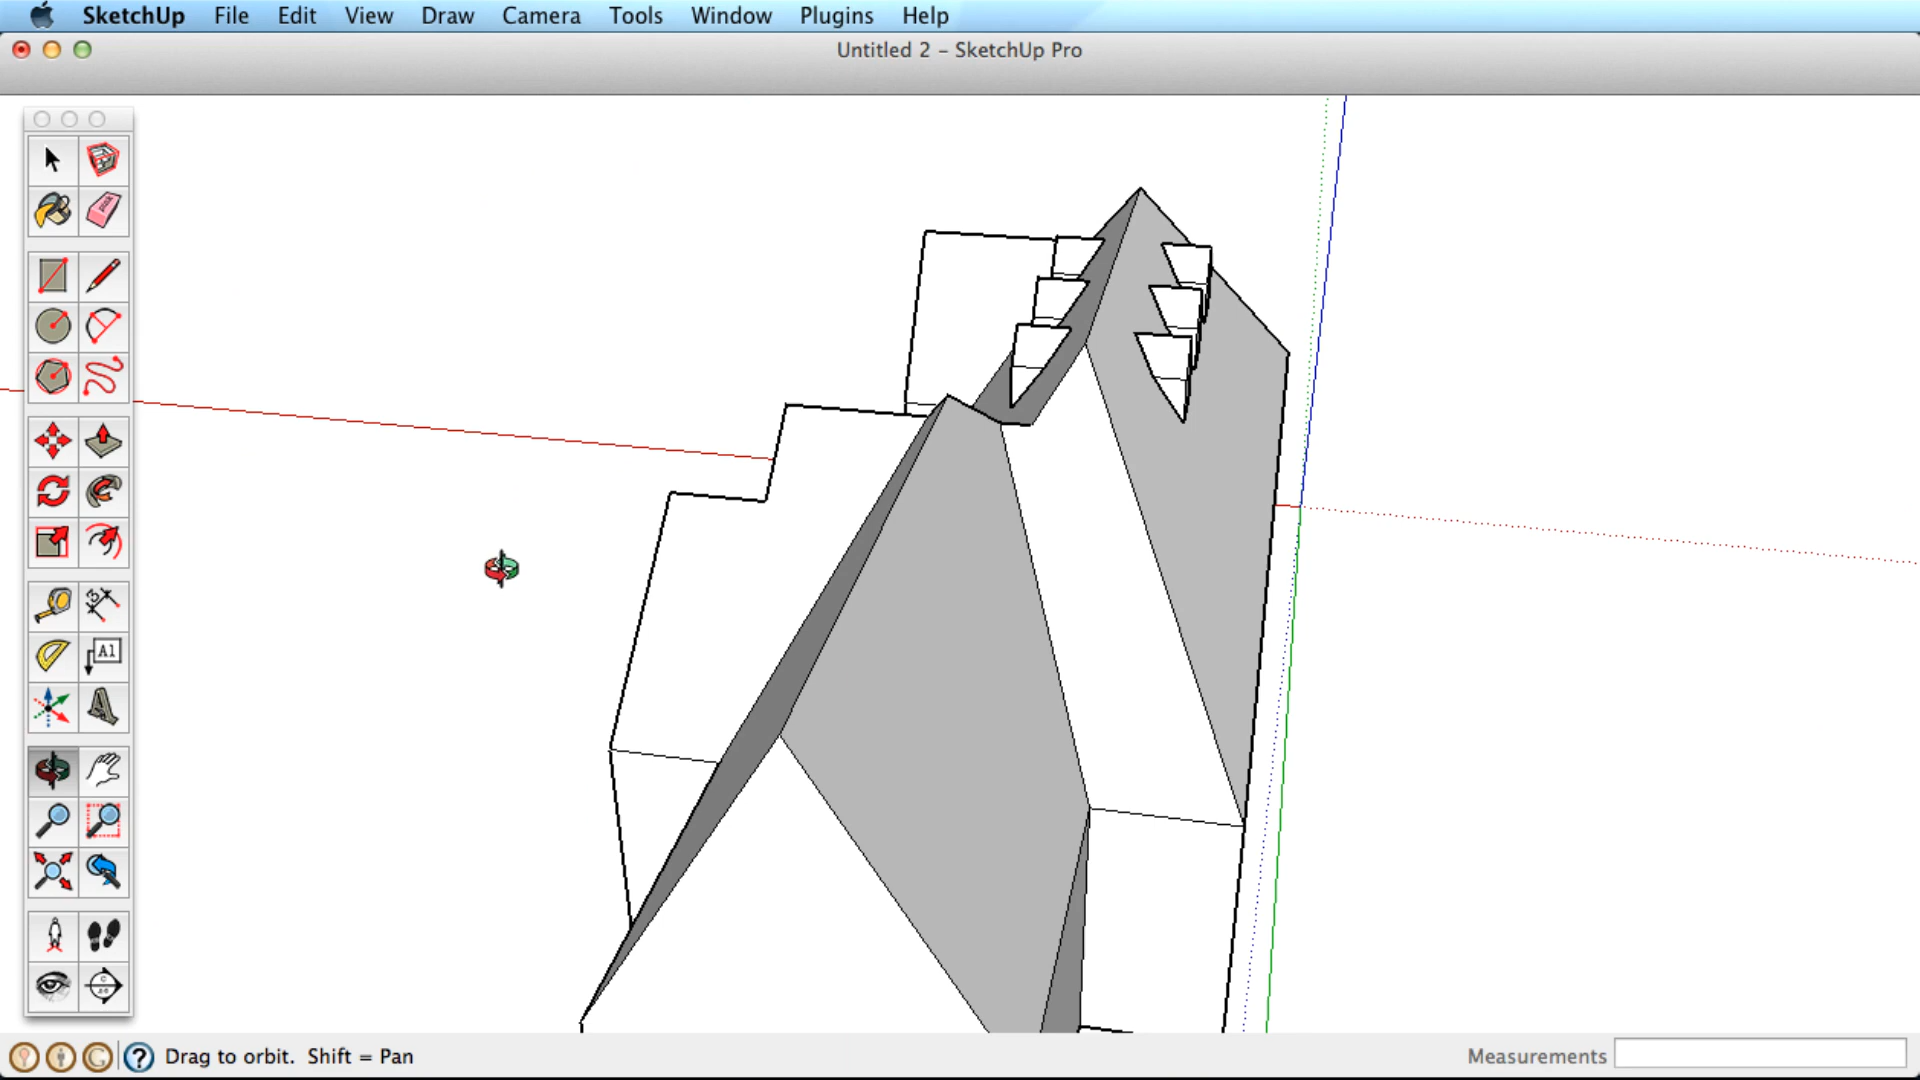 SketchUp File Edit View Draw Camera Tools Window Plugins Help
Untitled 2 – SketchUp Pro
A1
Drag to orbit. Shift = Pan
Measurements